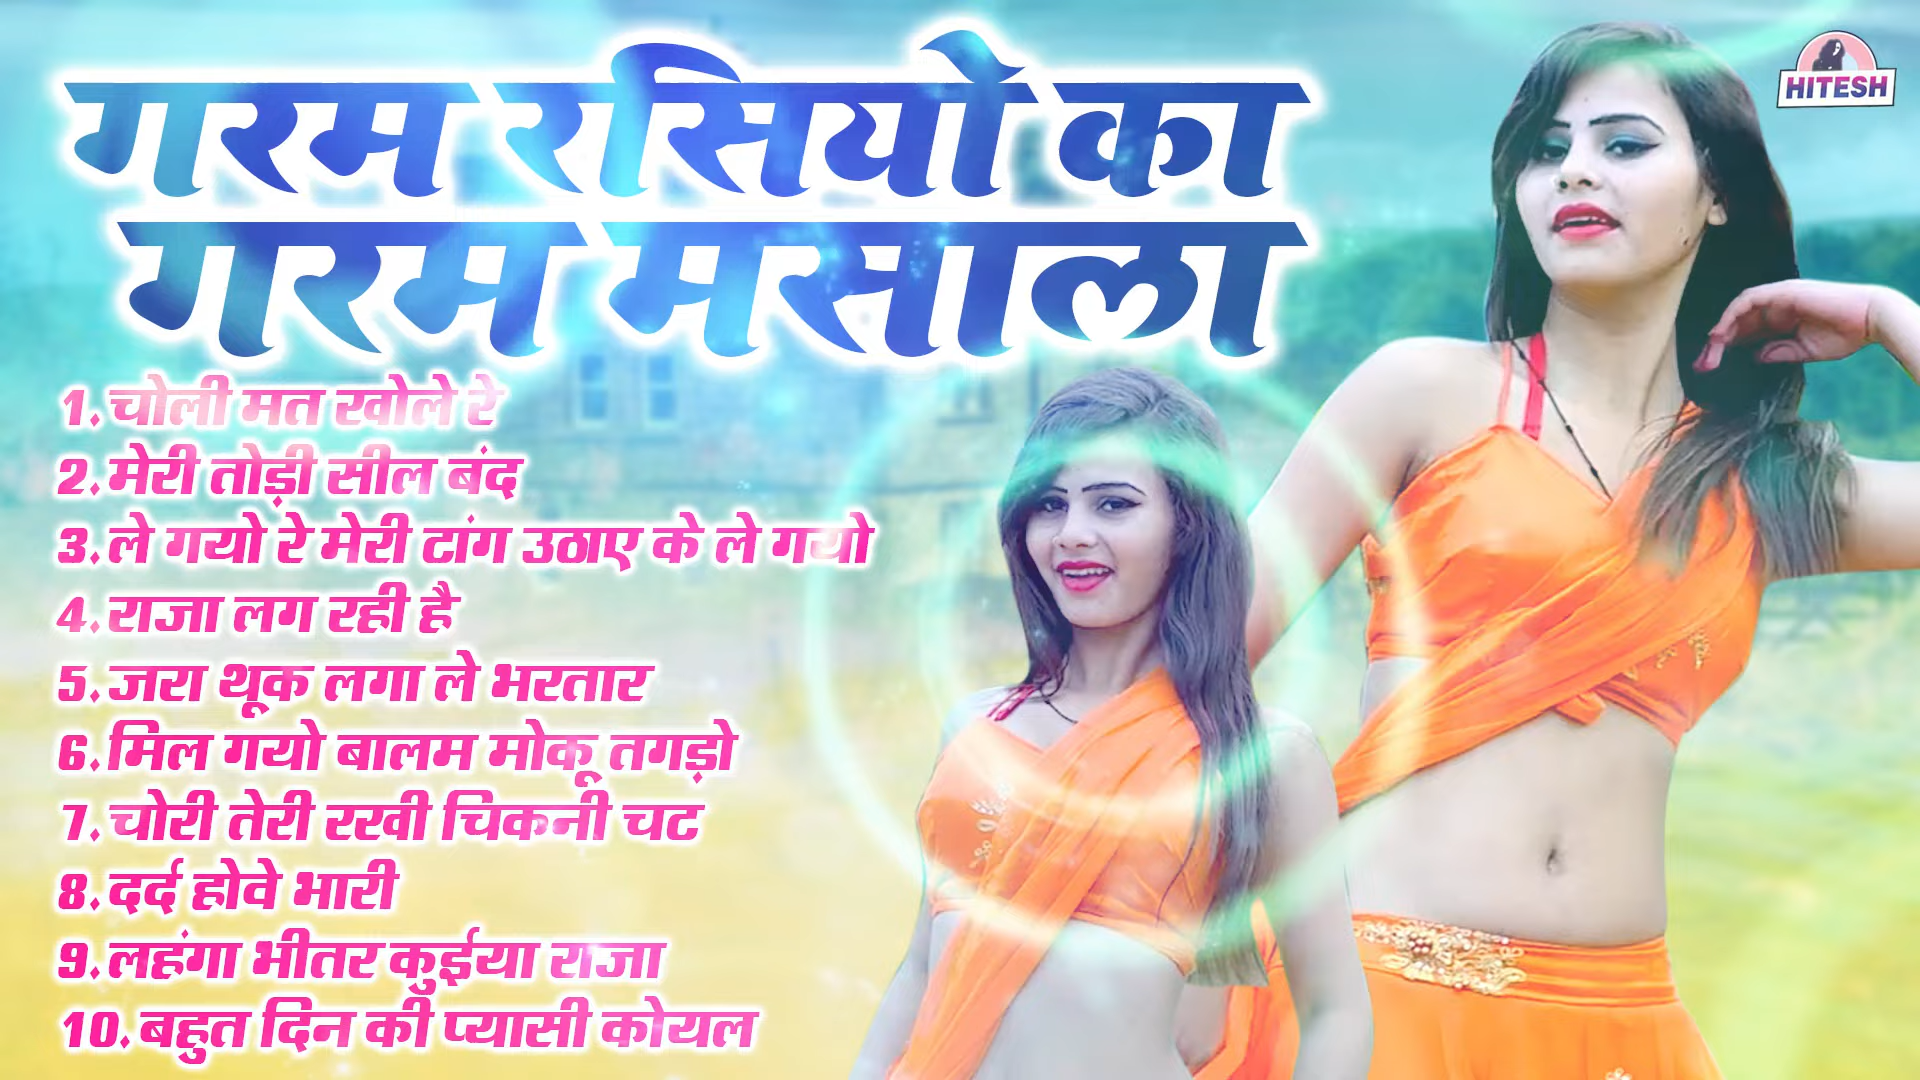 गरम रसियों का
गरम मसाला
HITESH
1. चोली मत खोले रे
2. मेरी तोड़ी सील बंद
3. ले गयो रे मेरी टांग उठाए के ले गयो
4. राजा लग रही है
5. जरा थूक लगा ले भरतार
6. मिल गयो बालम मोकू तगड़ो
7. चोरी तेरी रखी चिकनी चट
8. दर्द होवे भारी
9. लहंगा भीतर कुईया राजा
10. बहुत दिन की प्यासी कोयल